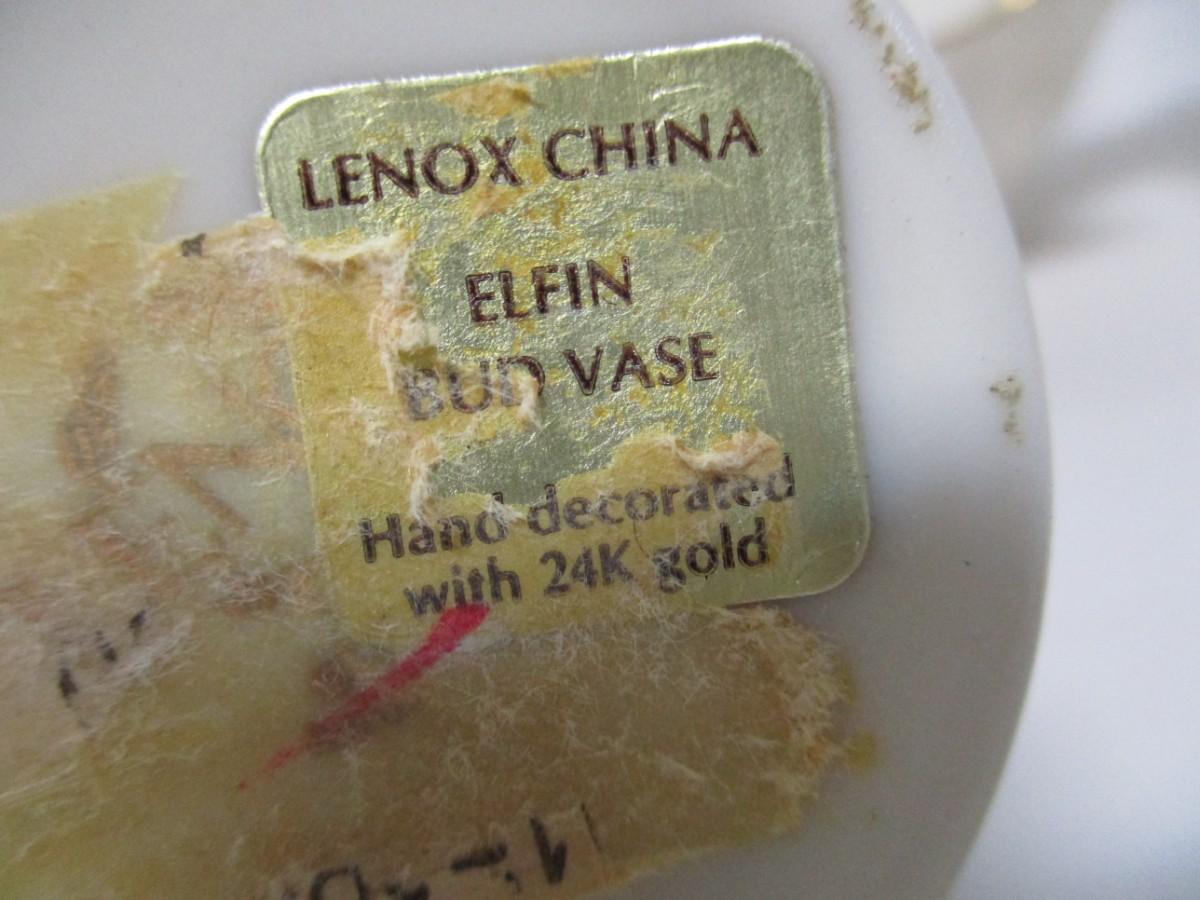 LENOX CHINA
ELFIN
BUD VASE
Hand decorated
with 24K gold